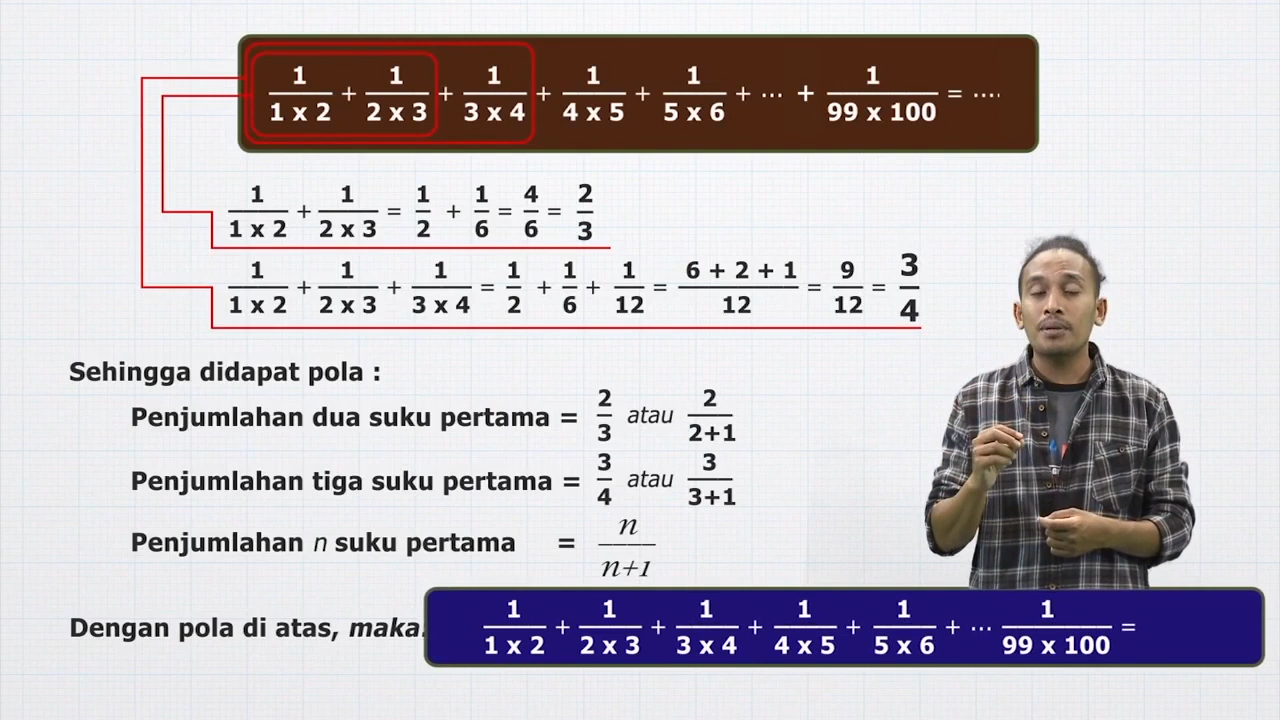 1/(1 x 2) + 1/(2 x 3) + 1/(3 x 4) + 1/(4 x 5) + 1/(5 x 6) + ... + 1/(99 x 100) = ....
1/(1 x 2) + 1/(2 x 3) = 1/2 + 1/6 = 4/6 = 2/3
1/(1 x 2) + 1/(2 x 3) + 1/(3 x 4) = 1/2 + 1/6 + 1/12 = (6 + 2 + 1)/12 = 9/12 = 3/4
Sehingga didapat pola :
Penjumlahan dua suku pertama = 2/3 atau 2/(2+1)
Penjumlahan tiga suku pertama = 3/4 atau 3/(3+1)
Penjumlahan n suku pertama = n/(n+1)
Dengan pola di atas, maka: 1/(1 x 2) + 1/(2 x 3) + 1/(3 x 4) + 1/(4 x 5) + 1/(5 x 6) + ... 1/(99 x 100) =